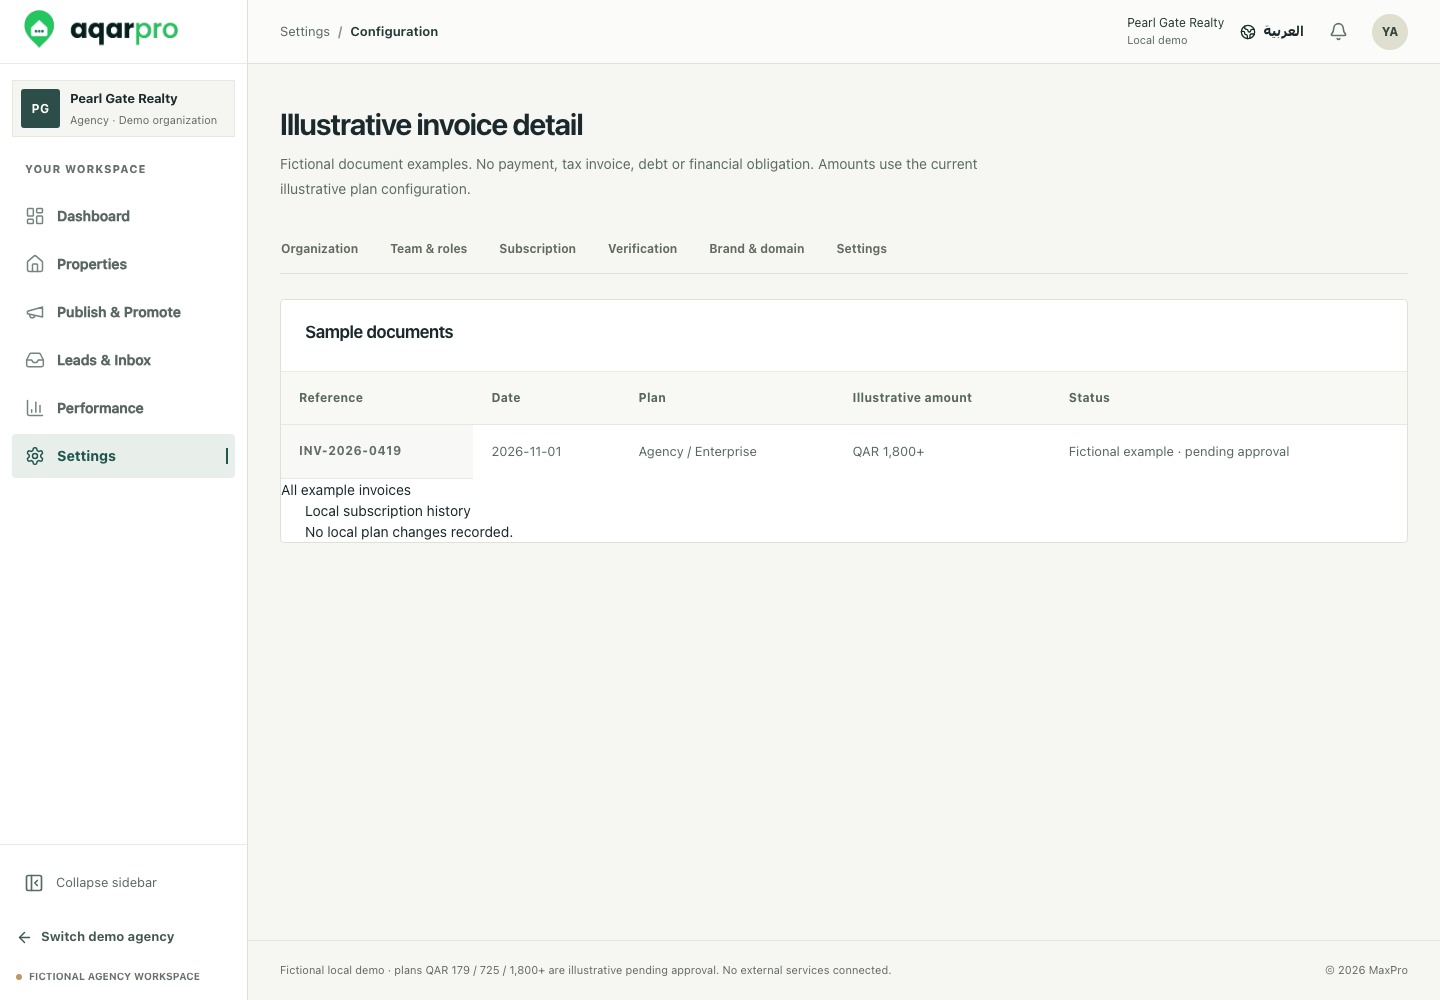 aqarpro
Settings / Configuration
Pearl Gate Realty
Local demo
العربية
YA
PG
Pearl Gate Realty
Agency · Demo organization
YOUR WORKSPACE
Dashboard
Properties
Publish & Promote
Leads & Inbox
Performance
Settings
Collapse sidebar
Switch demo agency
FICTIONAL AGENCY WORKSPACE
Illustrative invoice detail
Fictional document examples. No payment, tax invoice, debt or financial obligation. Amounts use the current
illustrative plan configuration.
Organization Team & roles Subscription Verification Brand & domain Settings
Sample documents
Reference Date Plan Illustrative amount Status
INV-2026-0419 2026-11-01 Agency / Enterprise QAR 1,800+ Fictional example · pending approval
All example invoices
Local subscription history
No local plan changes recorded.
Fictional local demo · plans QAR 179 / 725 / 1,800+ are illustrative pending approval. No external services connected.
© 2026 MaxPro